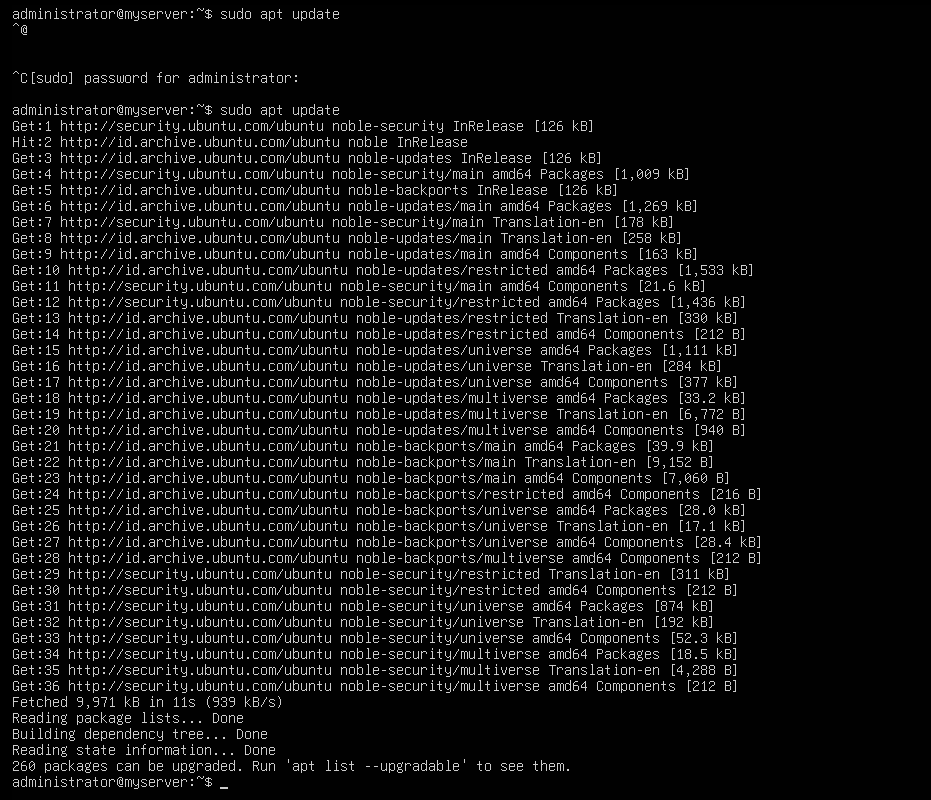 administrator@myserver:~$ sudo apt update
^@
^C[sudo] password for administrator:
administrator@myserver:~$ sudo apt update
Get:1 http://security.ubuntu.com/ubuntu noble-security InRelease [126 kB]
Hit:2 http://id.archive.ubuntu.com/ubuntu noble InRelease
Get:3 http://id.archive.ubuntu.com/ubuntu noble-updates InRelease [126 kB]
Get:4 http://security.ubuntu.com/ubuntu noble-security/main amd64 Packages [1,009 kB]
Get:5 http://id.archive.ubuntu.com/ubuntu noble-backports InRelease [126 kB]
Get:6 http://id.archive.ubuntu.com/ubuntu noble-updates/main amd64 Packages [1,269 kB]
Get:7 http://security.ubuntu.com/ubuntu noble-security/main Translation-en [178 kB]
Get:8 http://id.archive.ubuntu.com/ubuntu noble-updates/main Translation-en [258 kB]
Get:9 http://id.archive.ubuntu.com/ubuntu noble-updates/main amd64 Components [163 kB]
Get:10 http://id.archive.ubuntu.com/ubuntu noble-updates/restricted amd64 Packages [1,533 kB]
Get:11 http://security.ubuntu.com/ubuntu noble-security/main amd64 Components [21.6 kB]
Get:12 http://security.ubuntu.com/ubuntu noble-security/restricted amd64 Packages [1,436 kB]
Get:13 http://id.archive.ubuntu.com/ubuntu noble-updates/restricted Translation-en [330 kB]
Get:14 http://id.archive.ubuntu.com/ubuntu noble-updates/restricted amd64 Components [212 B]
Get:15 http://id.archive.ubuntu.com/ubuntu noble-updates/universe amd64 Packages [1,111 kB]
Get:16 http://id.archive.ubuntu.com/ubuntu noble-updates/universe Translation-en [284 kB]
Get:17 http://id.archive.ubuntu.com/ubuntu noble-updates/universe amd64 Components [377 kB]
Get:18 http://id.archive.ubuntu.com/ubuntu noble-updates/multiverse amd64 Packages [33.2 kB]
Get:19 http://id.archive.ubuntu.com/ubuntu noble-updates/multiverse Translation-en [6,772 B]
Get:20 http://id.archive.ubuntu.com/ubuntu noble-updates/multiverse amd64 Components [940 B]
Get:21 http://id.archive.ubuntu.com/ubuntu noble-backports/main amd64 Packages [39.9 kB]
Get:22 http://id.archive.ubuntu.com/ubuntu noble-backports/main Translation-en [9,152 B]
Get:23 http://id.archive.ubuntu.com/ubuntu noble-backports/main amd64 Components [7,060 B]
Get:24 http://id.archive.ubuntu.com/ubuntu noble-backports/restricted amd64 Components [216 B]
Get:25 http://id.archive.ubuntu.com/ubuntu noble-backports/universe amd64 Packages [28.0 kB]
Get:26 http://id.archive.ubuntu.com/ubuntu noble-backports/universe Translation-en [17.1 kB]
Get:27 http://id.archive.ubuntu.com/ubuntu noble-backports/universe amd64 Components [28.4 kB]
Get:28 http://id.archive.ubuntu.com/ubuntu noble-backports/multiverse amd64 Components [212 B]
Get:29 http://security.ubuntu.com/ubuntu noble-security/restricted Translation-en [311 kB]
Get:30 http://security.ubuntu.com/ubuntu noble-security/restricted amd64 Components [212 B]
Get:31 http://security.ubuntu.com/ubuntu noble-security/universe amd64 Packages [874 kB]
Get:32 http://security.ubuntu.com/ubuntu noble-security/universe Translation-en [192 kB]
Get:33 http://security.ubuntu.com/ubuntu noble-security/universe amd64 Components [52.3 kB]
Get:34 http://security.ubuntu.com/ubuntu noble-security/multiverse amd64 Packages [18.5 kB]
Get:35 http://security.ubuntu.com/ubuntu noble-security/multiverse Translation-en [4,288 B]
Get:36 http://security.ubuntu.com/ubuntu noble-security/multiverse amd64 Components [212 B]
Fetched 9,971 kB in 11s (939 kB/s)
Reading package lists... Done
Building dependency tree... Done
Reading state information... Done
260 packages can be upgraded. Run 'apt list --upgradable' to see them.
administrator@myserver:~$ _